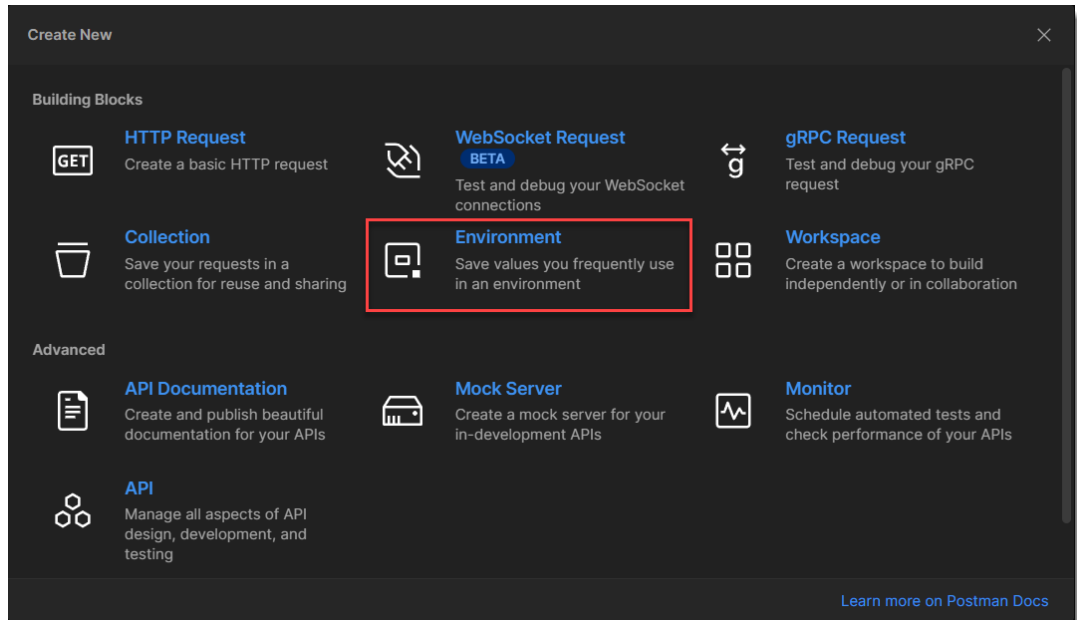 Create New
Building Blocks
GET
HTTP Request
Create a basic HTTP request
WebSocket Request
BETA
Test and debug your WebSocket
connections
g
gRPC Request
Test and debug your gRPC
request
Collection
Save your requests in a
collection for reuse and sharing
Environment
Save values you frequently use
in an environment
Workspace
Create a workspace to build
independently or in collaboration
Advanced
API Documentation
Create and publish beautiful
documentation for your APIs
Mock Server
Create a mock server for your
in-development APIs
Monitor
Schedule automated tests and
check performance of your APIs
API
Manage all aspects of API
design, development, and
testing
Learn more on Postman Docs